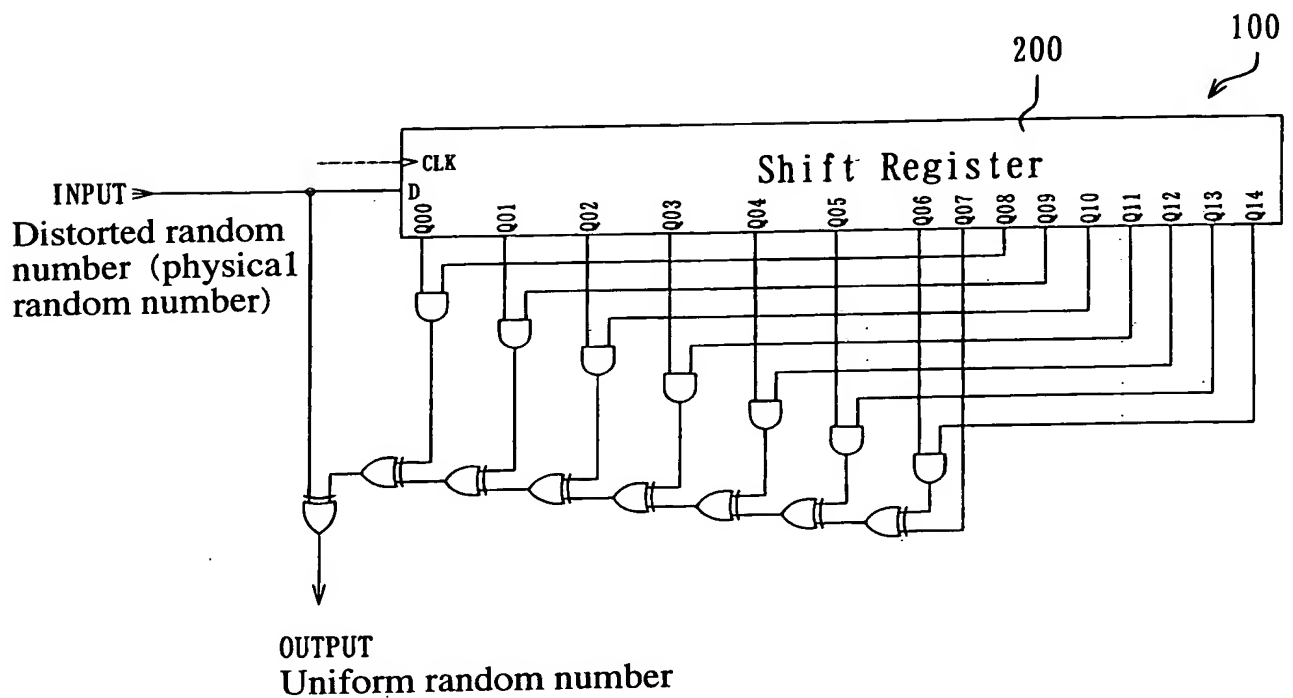 100
200
CLK
Shift Register
INPUT
D
Q00 Q01 Q02 Q03 Q04 Q05 Q06 Q07 Q08 Q09 Q10 Q11 Q12 Q13 Q14
Distorted random
number (physical
random number)
OUTPUT
Uniform random number